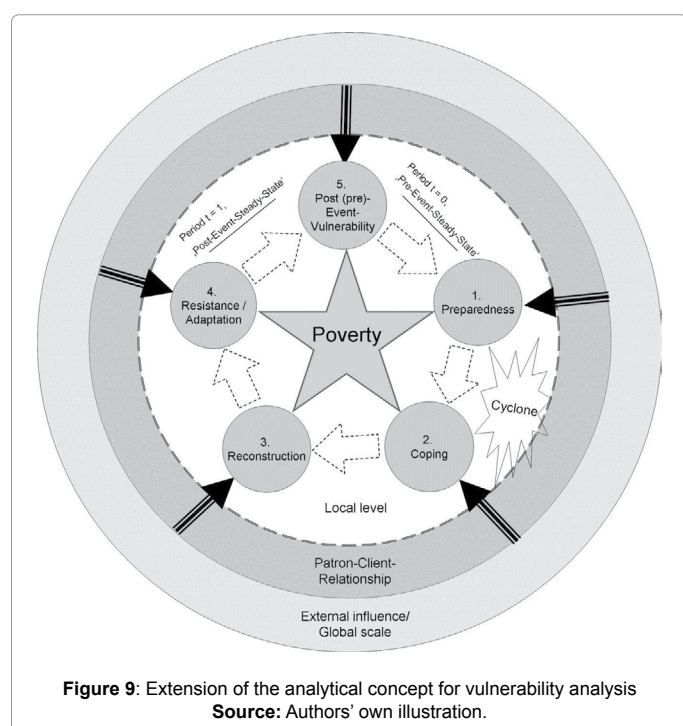 5.
Post (pre)-
Event-
Vulnerability
Period t = 1,
‚Post-Event-Steady-State'
Period t = 0,
‚Pre-Event-Steady-State'
4.
Resistance /
Adaptation
1.
Preparedness
Poverty
Cyclone
3.
Reconstruction
2.
Coping
Local level
Patron-Client-
Relationship
External influence/
Global scale
Figure 9: Extension of the analytical concept for vulnerability analysis
Source: Authors’ own illustration.